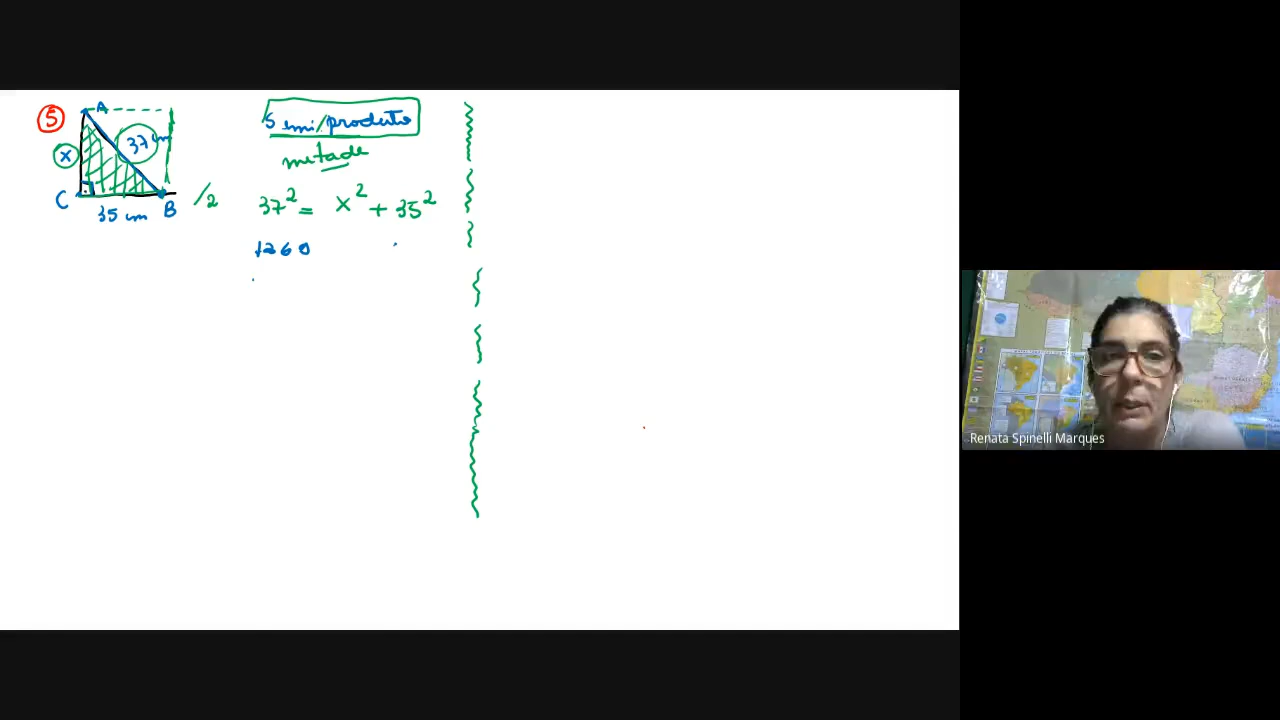 5 A
37 cm
x
C 35 cm B /2
Semi/produto
metade
37² = x² + 35²
1260
Renata Spinelli Marques